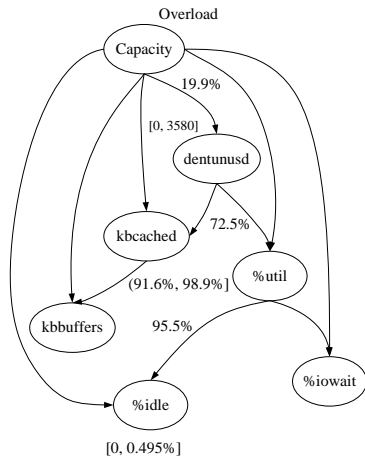 Overload
Capacity
19.9%
[0, 3580]
dentunusd
kbcached
72.5%
%util
(91.6%, 98.9%]
kbbuffers
95.5%
%iowait
%idle
[0, 0.495%]